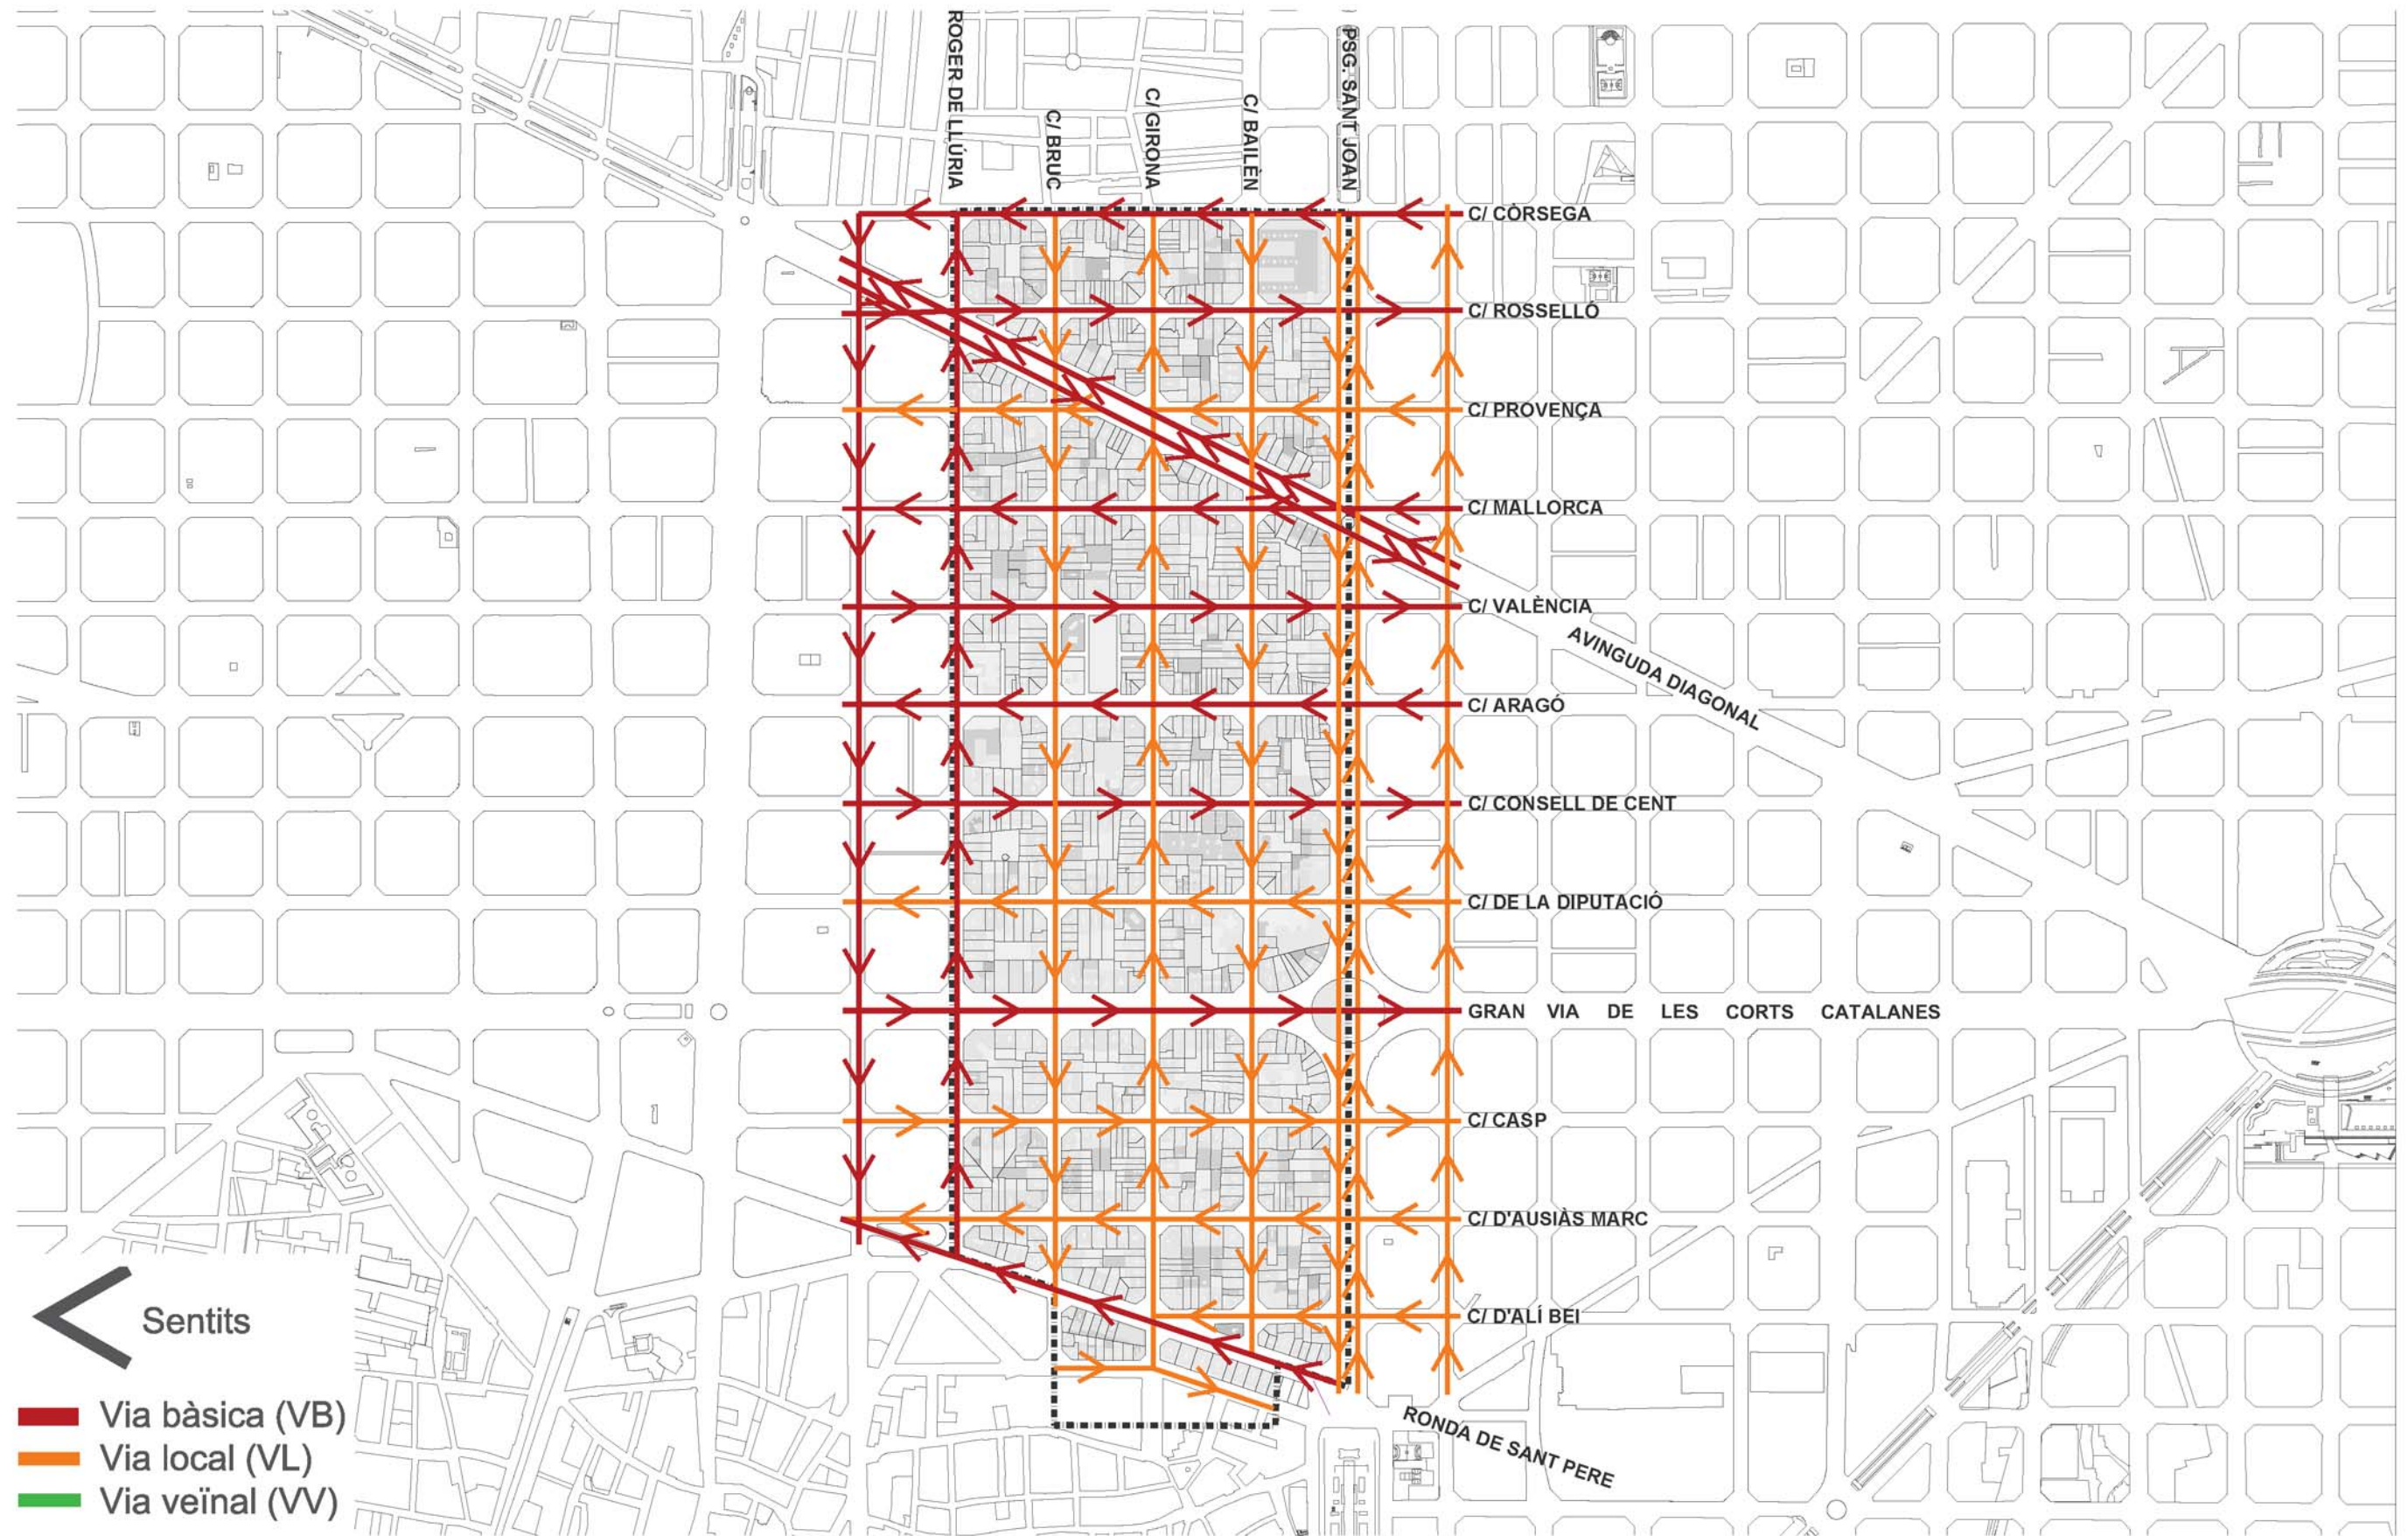 ROGER DE LLÚRIA
C/ BRUC
C/ GIRONA
C/ BAILÈN
PSG. SANT JOAN
C/ CÒRSEGA
C/ ROSSELLÓ
C/ PROVENÇA
C/ MALLORCA
C/ VALÈNCIA
AVINGUDA DIAGONAL
C/ ARAGÓ
C/ CONSELL DE CENT
C/ DE LA DIPUTACIÓ
GRAN VIA DE LES CORTS CATALANES
C/ CASP
C/ D'AUSIÀS MARC
C/ D'ALÍ BEI
RONDA DE SANT PERE
Sentits
Via bàsica (VB)
Via local (VL)
Via veïnal (VV)